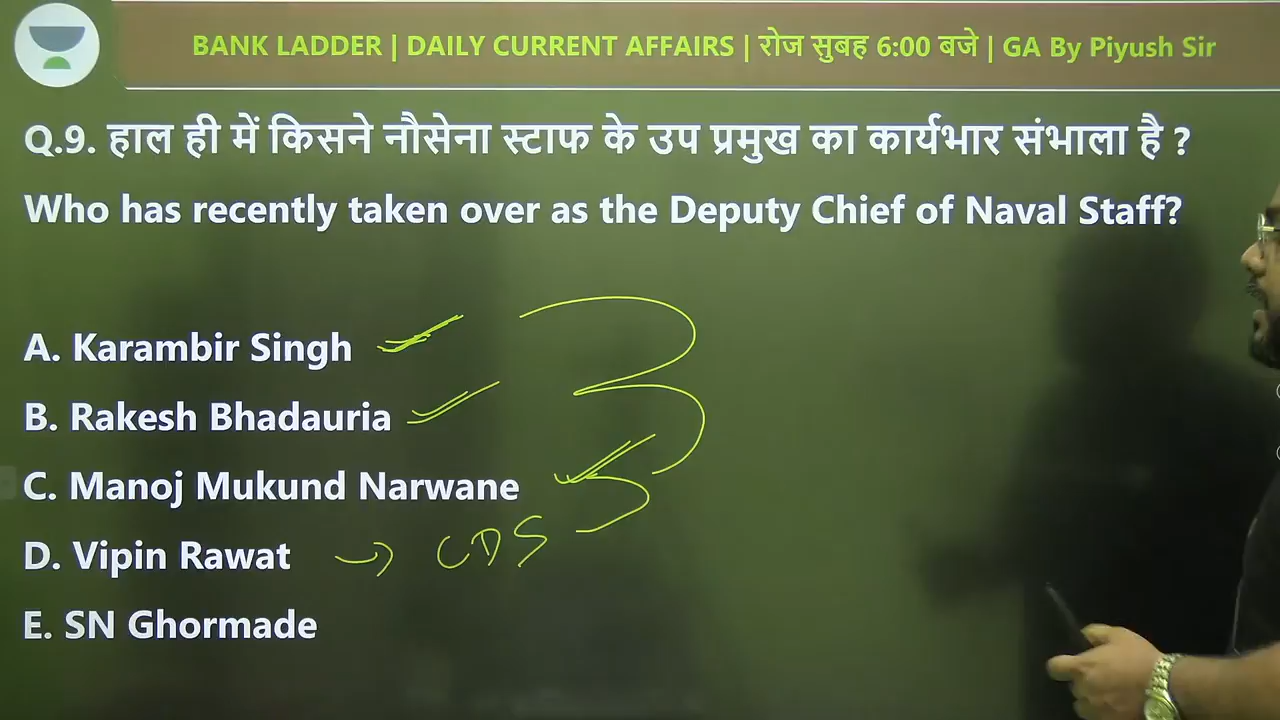 BANK LADDER | DAILY CURRENT AFFAIRS | रोज सुबह 6:00 बजे | GA By Piyush Sir
Q.9. हाल ही में किसने नौसेना स्टाफ के उप प्रमुख का कार्यभार संभाला है ?
Who has recently taken over as the Deputy Chief of Naval Staff?
A. Karambir Singh
B. Rakesh Bhadauria
C. Manoj Mukund Narwane
D. Vipin Rawat → CDS
E. SN Ghormade